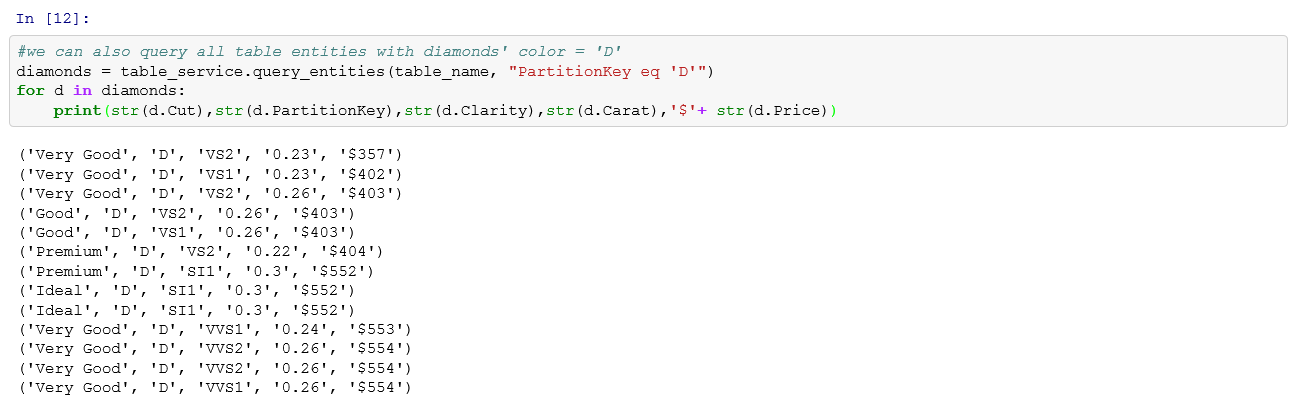 In [12]:
#we can also query all table entities with diamonds' color = 'D'
diamonds = table_service.query_entities(table_name, "PartitionKey eq 'D'")
for d in diamonds:
    print(str(d.Cut),str(d.PartitionKey),str(d.Clarity),str(d.Carat),'$'+ str(d.Price))
('Very Good', 'D', 'VS2', '0.23', '$357')
('Very Good', 'D', 'VS1', '0.23', '$402')
('Very Good', 'D', 'VS2', '0.26', '$403')
('Good', 'D', 'VS2', '0.26', '$403')
('Good', 'D', 'VS1', '0.26', '$403')
('Premium', 'D', 'VS2', '0.22', '$404')
('Premium', 'D', 'SI1', '0.3', '$552')
('Ideal', 'D', 'SI1', '0.3', '$552')
('Ideal', 'D', 'SI1', '0.3', '$552')
('Very Good', 'D', 'VVS1', '0.24', '$553')
('Very Good', 'D', 'VVS2', '0.26', '$554')
('Very Good', 'D', 'VVS2', '0.26', '$554')
('Very Good', 'D', 'VVS1', '0.26', '$554')